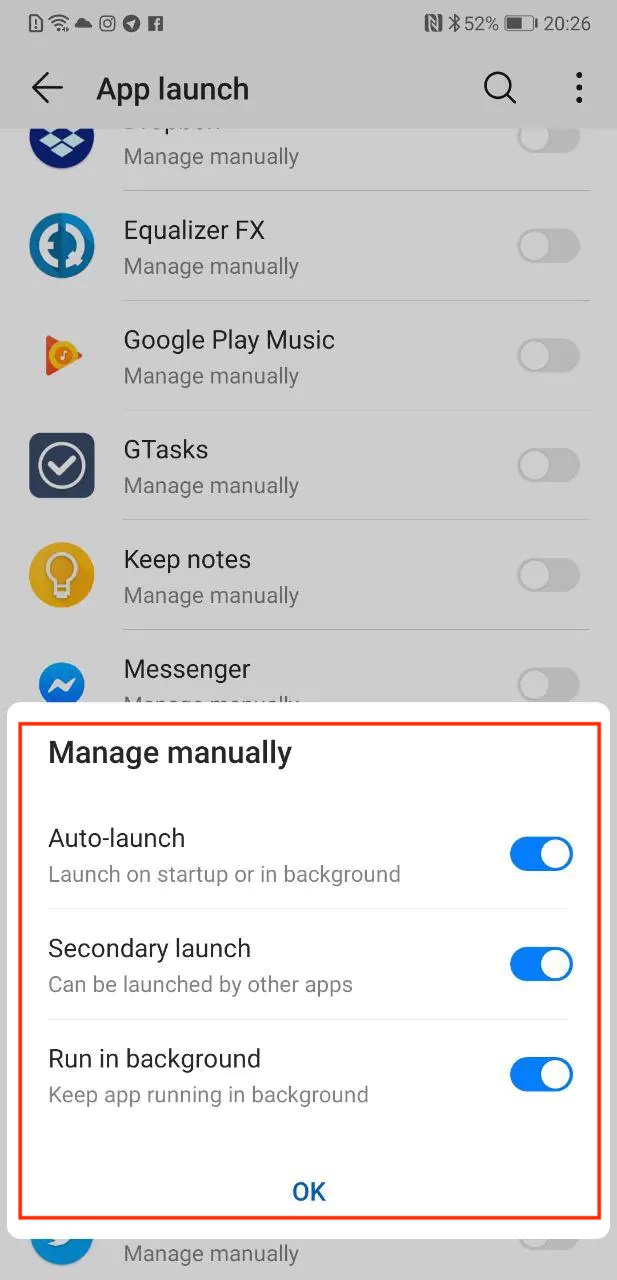 52% 20:26
App launch
Manage manually
Equalizer FX
Manage manually
Google Play Music
Manage manually
GTasks
Manage manually
Keep notes
Manage manually
Messenger
Manage manually
Auto-launch
Launch on startup or in background
Secondary launch
Can be launched by other apps
Run in background
Keep app running in background
OK
Manage manually